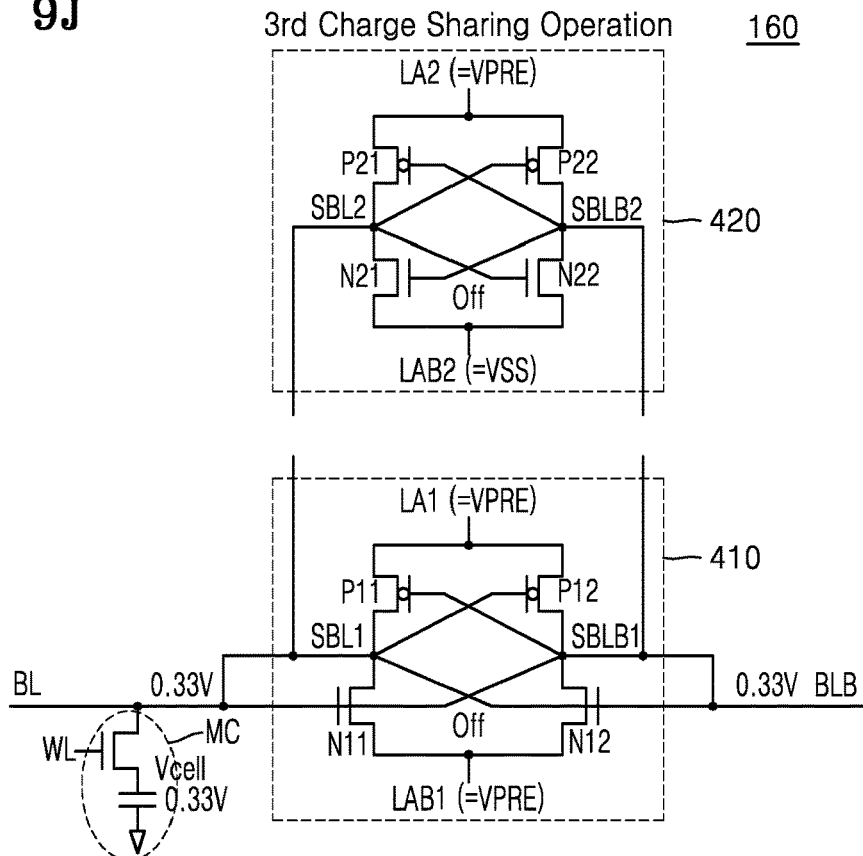 9J
3rd Charge Sharing Operation
160
LA2 (=VPRE)
P21
P22
SBL2
SBLB2
420
N21
N22
Off
LAB2 (=VSS)
LA1 (=VPRE)
410
P11
P12
SBL1
SBLB1
BL
0.33V
0.33V BLB
MC
N11
Off
N12
WL
Vcell
0.33V
LAB1 (=VPRE)